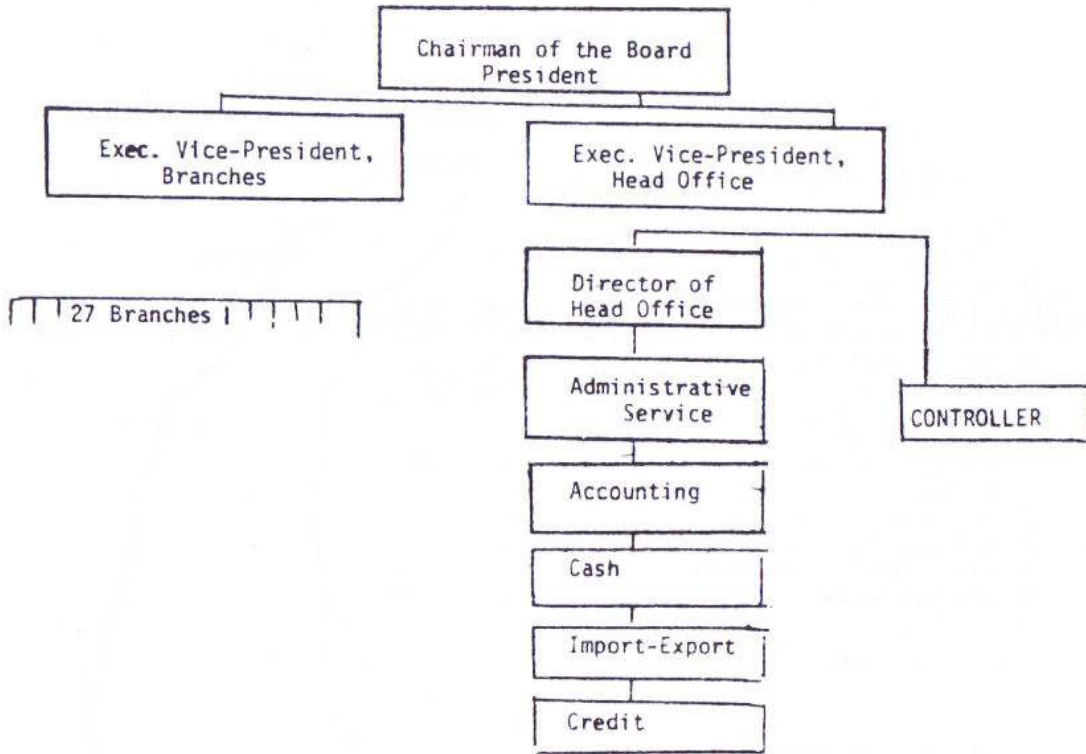 Chairman of the Board
President
Exec. Vice-President,
Branches
Exec. Vice-President,
Head Office
27 Branches
Director of
Head Office
Administrative
Service
CONTROLLER
Accounting
Cash
Import-Export
Credit